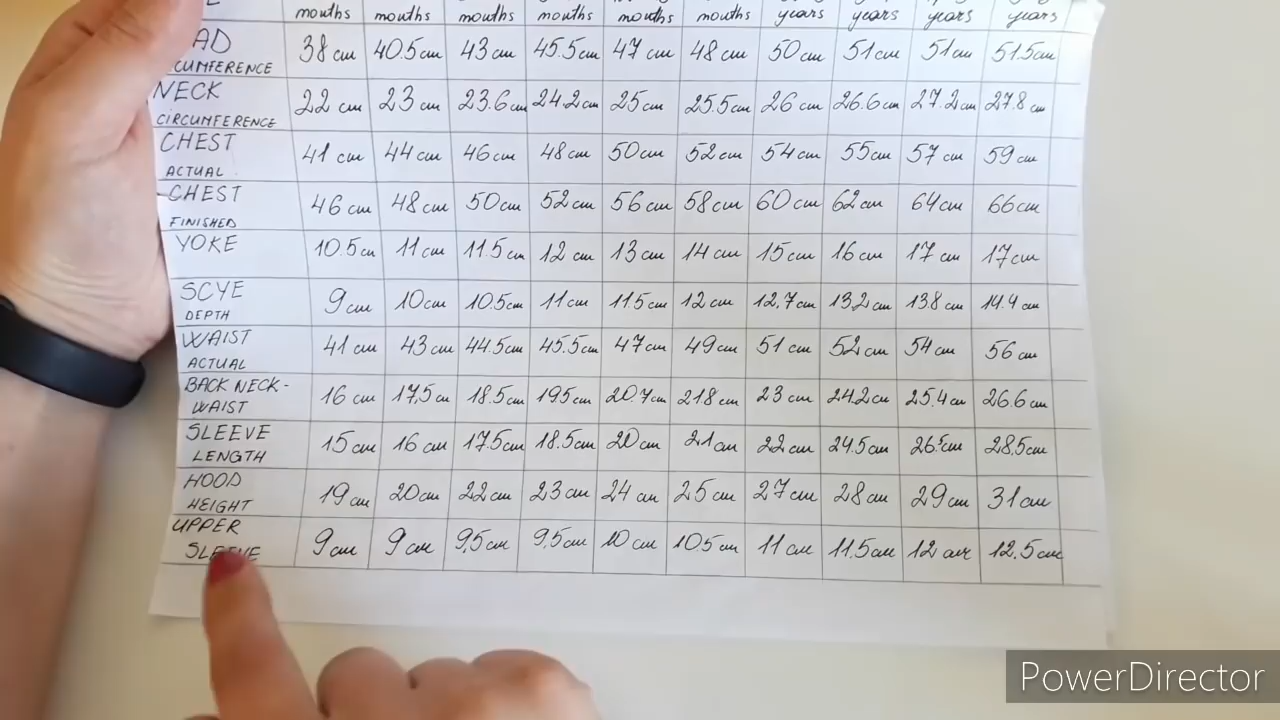 mouths mouths mouths mouths mouths mouths years years years years
CUMFERENCE 38 cm 40.5 cm 43 cm 45.5 cm 47 cm 48 cm 50 cm 51 cm 51 cm 51.5 cm
NECK
CIRCUMFERENCE 22 cm 23 cm 23.6 cm 24.2 cm 25 cm 25.5 cm 26 cm 26.6 cm 27.2 cm 27.8 cm
CHEST
ACTUAL 41 cm 44 cm 46 cm 48 cm 50 cm 52 cm 54 cm 55 cm 57 cm 59 cm
CHEST
FINISHED 46 cm 48 cm 50 cm 52 cm 56 cm 58 cm 60 cm 62 cm 64 cm 66 cm
YOKE 10.5 cm 11 cm 11.5 cm 12 cm 13 cm 14 cm 15 cm 16 cm 17 cm 17 cm
SCYE
DEPTH 9 cm 10 cm 10.5 cm 11 cm 11.5 cm 12 cm 12.7 cm 13.2 cm 13.8 cm 14.4 cm
WAIST
ACTUAL 41 cm 43 cm 44.5 cm 45.5 cm 47 cm 49 cm 51 cm 52 cm 54 cm 56 cm
BACK NECK-
WAIST 16 cm 17,5 cm 18.5 cm 19.5 cm 20.7 cm 21.8 cm 23 cm 24.2 cm 25.4 cm 26.6 cm
SLEEVE
LENGTH 15 cm 16 cm 17.5 cm 18.5 cm 20 cm 21 cm 22 cm 24.5 cm 26.5 cm 28,5 cm
HOOD
HEIGHT 19 cm 20 cm 22 cm 23 cm 24 cm 25 cm 27 cm 28 cm 29 cm 31 cm
UPPER
SLEEVE 9 cm 9 cm 9,5 cm 9,5 cm 10 cm 10.5 cm 11 cm 11.5 cm 12 cm 12.5 cm
PowerDirector